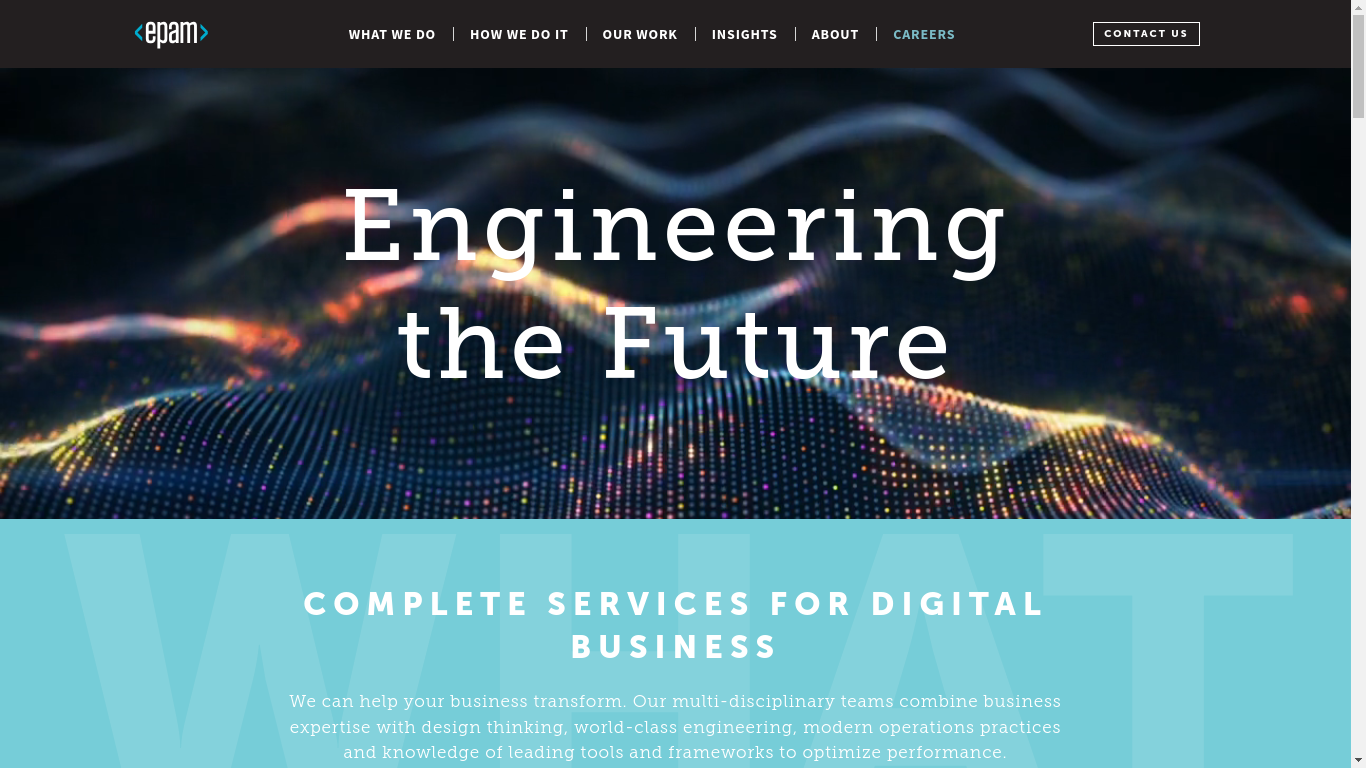 <epam>
WHAT WE DO
HOW WE DO IT
OUR WORK
INSIGHTS
ABOUT
CAREERS
CONTACT US
Engineering
the Future
WHAT
COMPLETE SERVICES FOR DIGITAL
BUSINESS
We can help your business transform. Our multi-disciplinary teams combine business
expertise with design thinking, world-class engineering, modern operations practices
and knowledge of leading tools and frameworks to optimize performance.